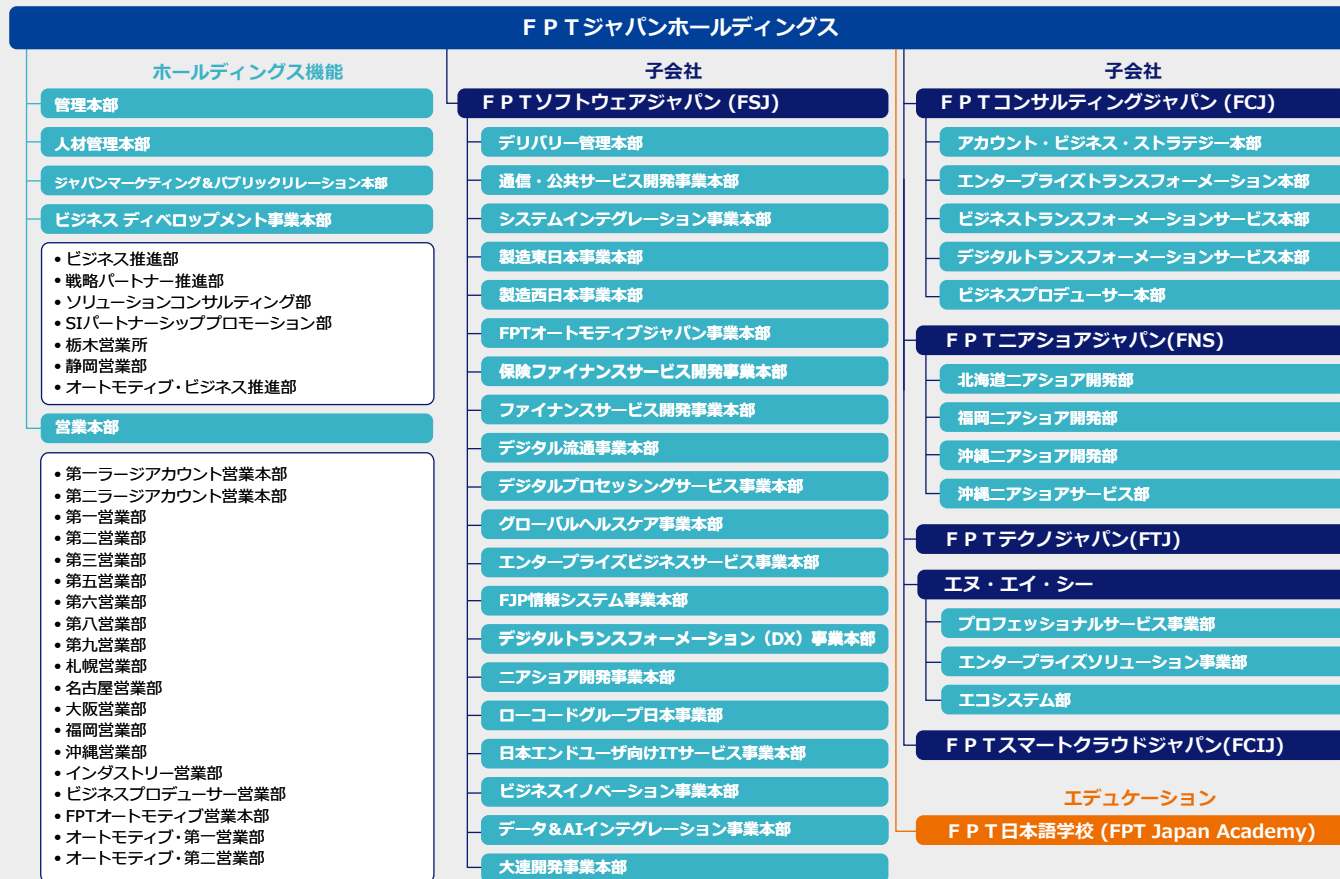 ＦＰＴジャパンホールディングス
ホールディングス機能
管理本部
人材管理本部
ジャパンマーケティング&パブリックリレーション本部
ビジネス ディベロップメント事業本部
• ビジネス推進部
• 戦略パートナー推進部
• ソリューションコンサルティング部
• SIパートナーシッププロモーション部
• 栃木営業所
• 静岡営業部
• オートモティブ・ビジネス推進部
営業本部
• 第一ラージアカウント営業本部
• 第二ラージアカウント営業本部
• 第一営業部
• 第二営業部
• 第三営業部
• 第五営業部
• 第六営業部
• 第八営業部
• 第九営業部
• 札幌営業部
• 名古屋営業部
• 大阪営業部
• 福岡営業部
• 沖縄営業部
• インダストリー営業部
• ビジネスプロデューサー営業部
• FPTオートモティブ営業本部
• オートモティブ・第一営業部
• オートモティブ・第二営業部
子会社
ＦＰＴソフトウェアジャパン (FSJ)
デリバリー管理本部
通信・公共サービス開発事業本部
システムインテグレーション事業本部
製造東日本事業本部
製造西日本事業本部
FPTオートモティブジャパン事業本部
保険ファイナンスサービス開発事業本部
ファイナンスサービス開発事業本部
デジタル流通事業本部
デジタルプロセッシングサービス事業本部
グローバルヘルスケア事業本部
エンタープライズビジネスサービス事業本部
FJP情報システム事業本部
デジタルトランスフォーメーション（DX）事業本部
ニアショア開発事業本部
ローコードグループ日本事業部
日本エンドユーザ向けITサービス事業本部
ビジネスイノベーション事業本部
データ&AIインテグレーション事業本部
大連開発事業本部
子会社
ＦＰＴコンサルティングジャパン (FCJ)
アカウント・ビジネス・ストラテジー本部
エンタープライズトランスフォーメーション本部
ビジネストランスフォーメーションサービス本部
デジタルトランスフォーメーションサービス本部
ビジネスプロデューサー本部
ＦＰＴニアショアジャパン(FNS)
北海道ニアショア開発部
福岡ニアショア開発部
沖縄ニアショア開発部
沖縄ニアショアサービス部
ＦＰＴテクノジャパン(FTJ)
エヌ・エイ・シー
プロフェッショナルサービス事業部
エンタープライズソリューション事業部
エコシステム部
ＦＰＴスマートクラウドジャパン(FCIJ)
エデュケーション
ＦＰＴ日本語学校 (FPT Japan Academy)